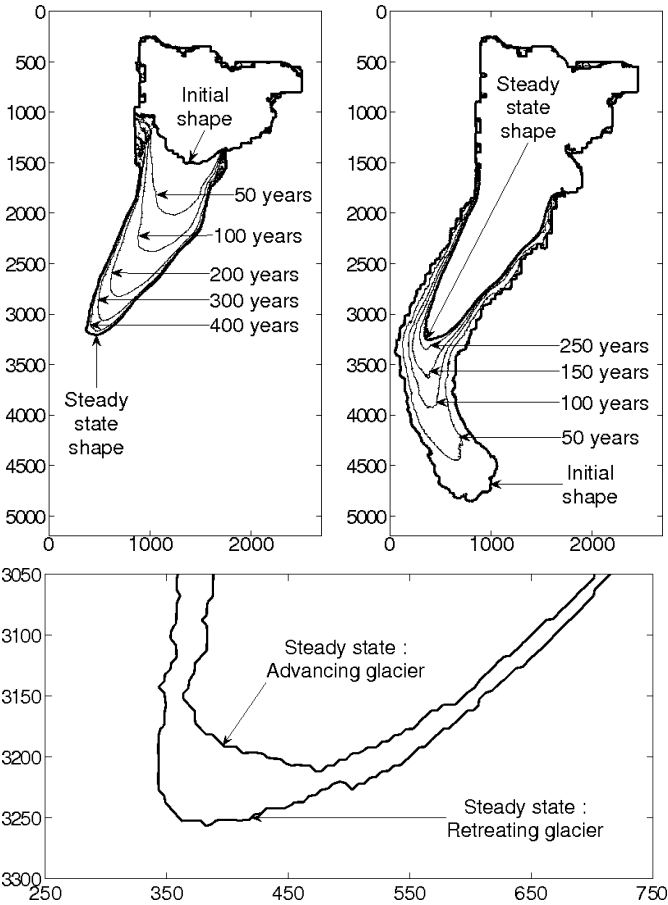 0
500
1000
1500
2000
2500
3000
3500
4000
4500
5000
0
1000
2000
Initial
shape
50 years
100 years
200 years
300 years
400 years
Steady
state
shape
0
500
1000
1500
2000
2500
3000
3500
4000
4500
5000
0
1000
2000
Steady
state
shape
250 years
150 years
100 years
50 years
Initial
shape
3050
3100
3150
3200
3250
3300
250
350
450
550
650
750
Steady state :
Advancing glacier
Steady state :
Retreating glacier